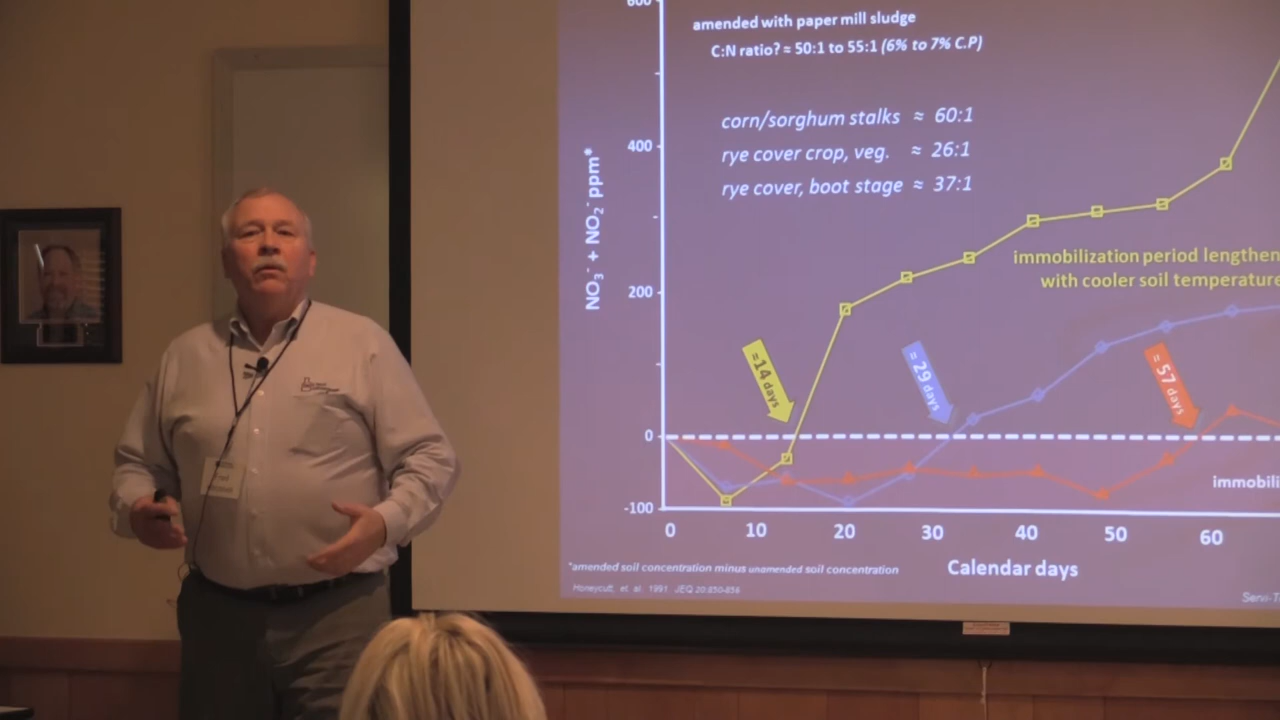 600
amended with paper mill sludge
C:N ratio? ≈ 50:1 to 55:1 (6% to 7% C.P)
corn/sorghum stalks ≈ 60:1
rye cover crop, veg. ≈ 26:1
rye cover, boot stage ≈ 37:1
400
NO3- + NO2- ppm*
immobilization period lengthen
with cooler soil temperature
200
≈14 days
≈ 29 days
≈ 57 days
0
immobili
-100
0 10 20 30 40 50 60
Calendar days
*amended soil concentration minus unamended soil concentration
Honeycutt, et al. 1991. JEQ 20:850-856
Servi-T